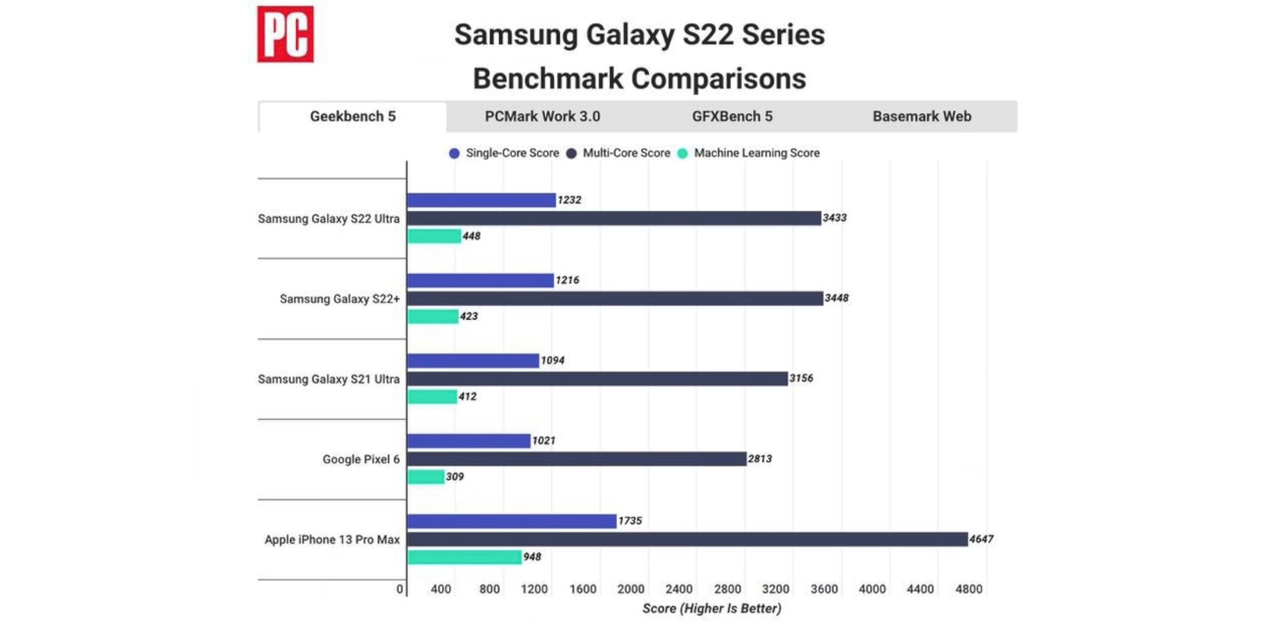 PC
Samsung Galaxy S22 Series
Benchmark Comparisons
Geekbench 5 PCMark Work 3.0 GFXBench 5 Basemark Web
Single-Core Score Multi-Core Score Machine Learning Score
1232
Samsung Galaxy S22 Ultra 3433
448
1216
Samsung Galaxy S22+ 3448
423
1094
Samsung Galaxy S21 Ultra 3156
412
1021
Google Pixel 6 2813
309
1735
Apple iPhone 13 Pro Max 4647
948
0 400 800 1200 1600 2000 2400 2800 3200 3600 4000 4400 4800
Score (Higher Is Better)